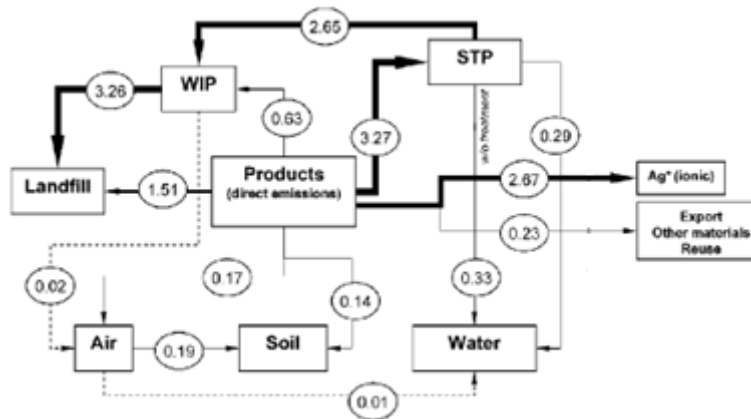 2.65
STP
WIP
3.26
0.63
3.27
w/o treatment
0.29
Products
(direct emissions)
Landfill
1.51
2.67
Ag⁺ (ionic)
Export
Other materials
Reuse
0.23
0.02
0.17
0.14
0.33
Air
0.19
Soil
Water
0.01